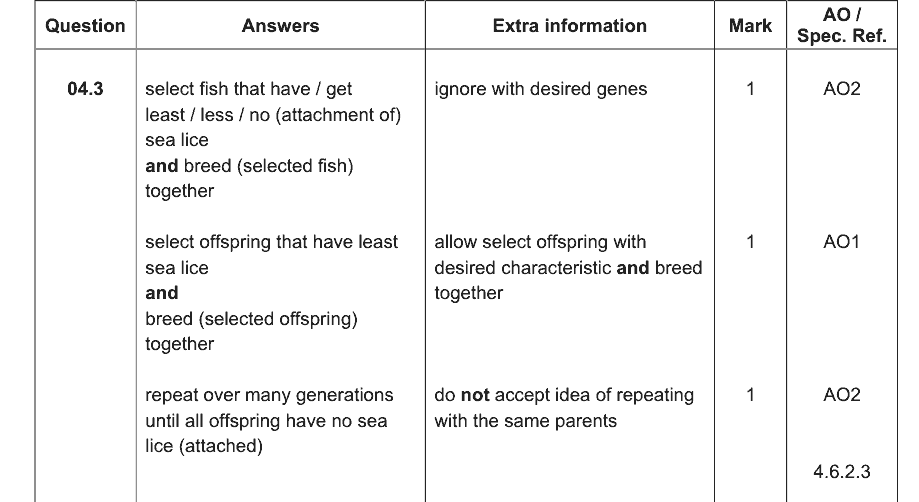 Question Answers Extra information Mark AO /
Spec. Ref.
04.3 select fish that have / get ignore with desired genes 1 AO2
least / less / no (attachment of)
sea lice
and breed (selected fish)
together
select offspring that have least allow select offspring with 1 AO1
sea lice desired characteristic and breed
and together
breed (selected offspring)
together
repeat over many generations do not accept idea of repeating 1 AO2
until all offspring have no sea with the same parents
lice (attached)
4.6.2.3